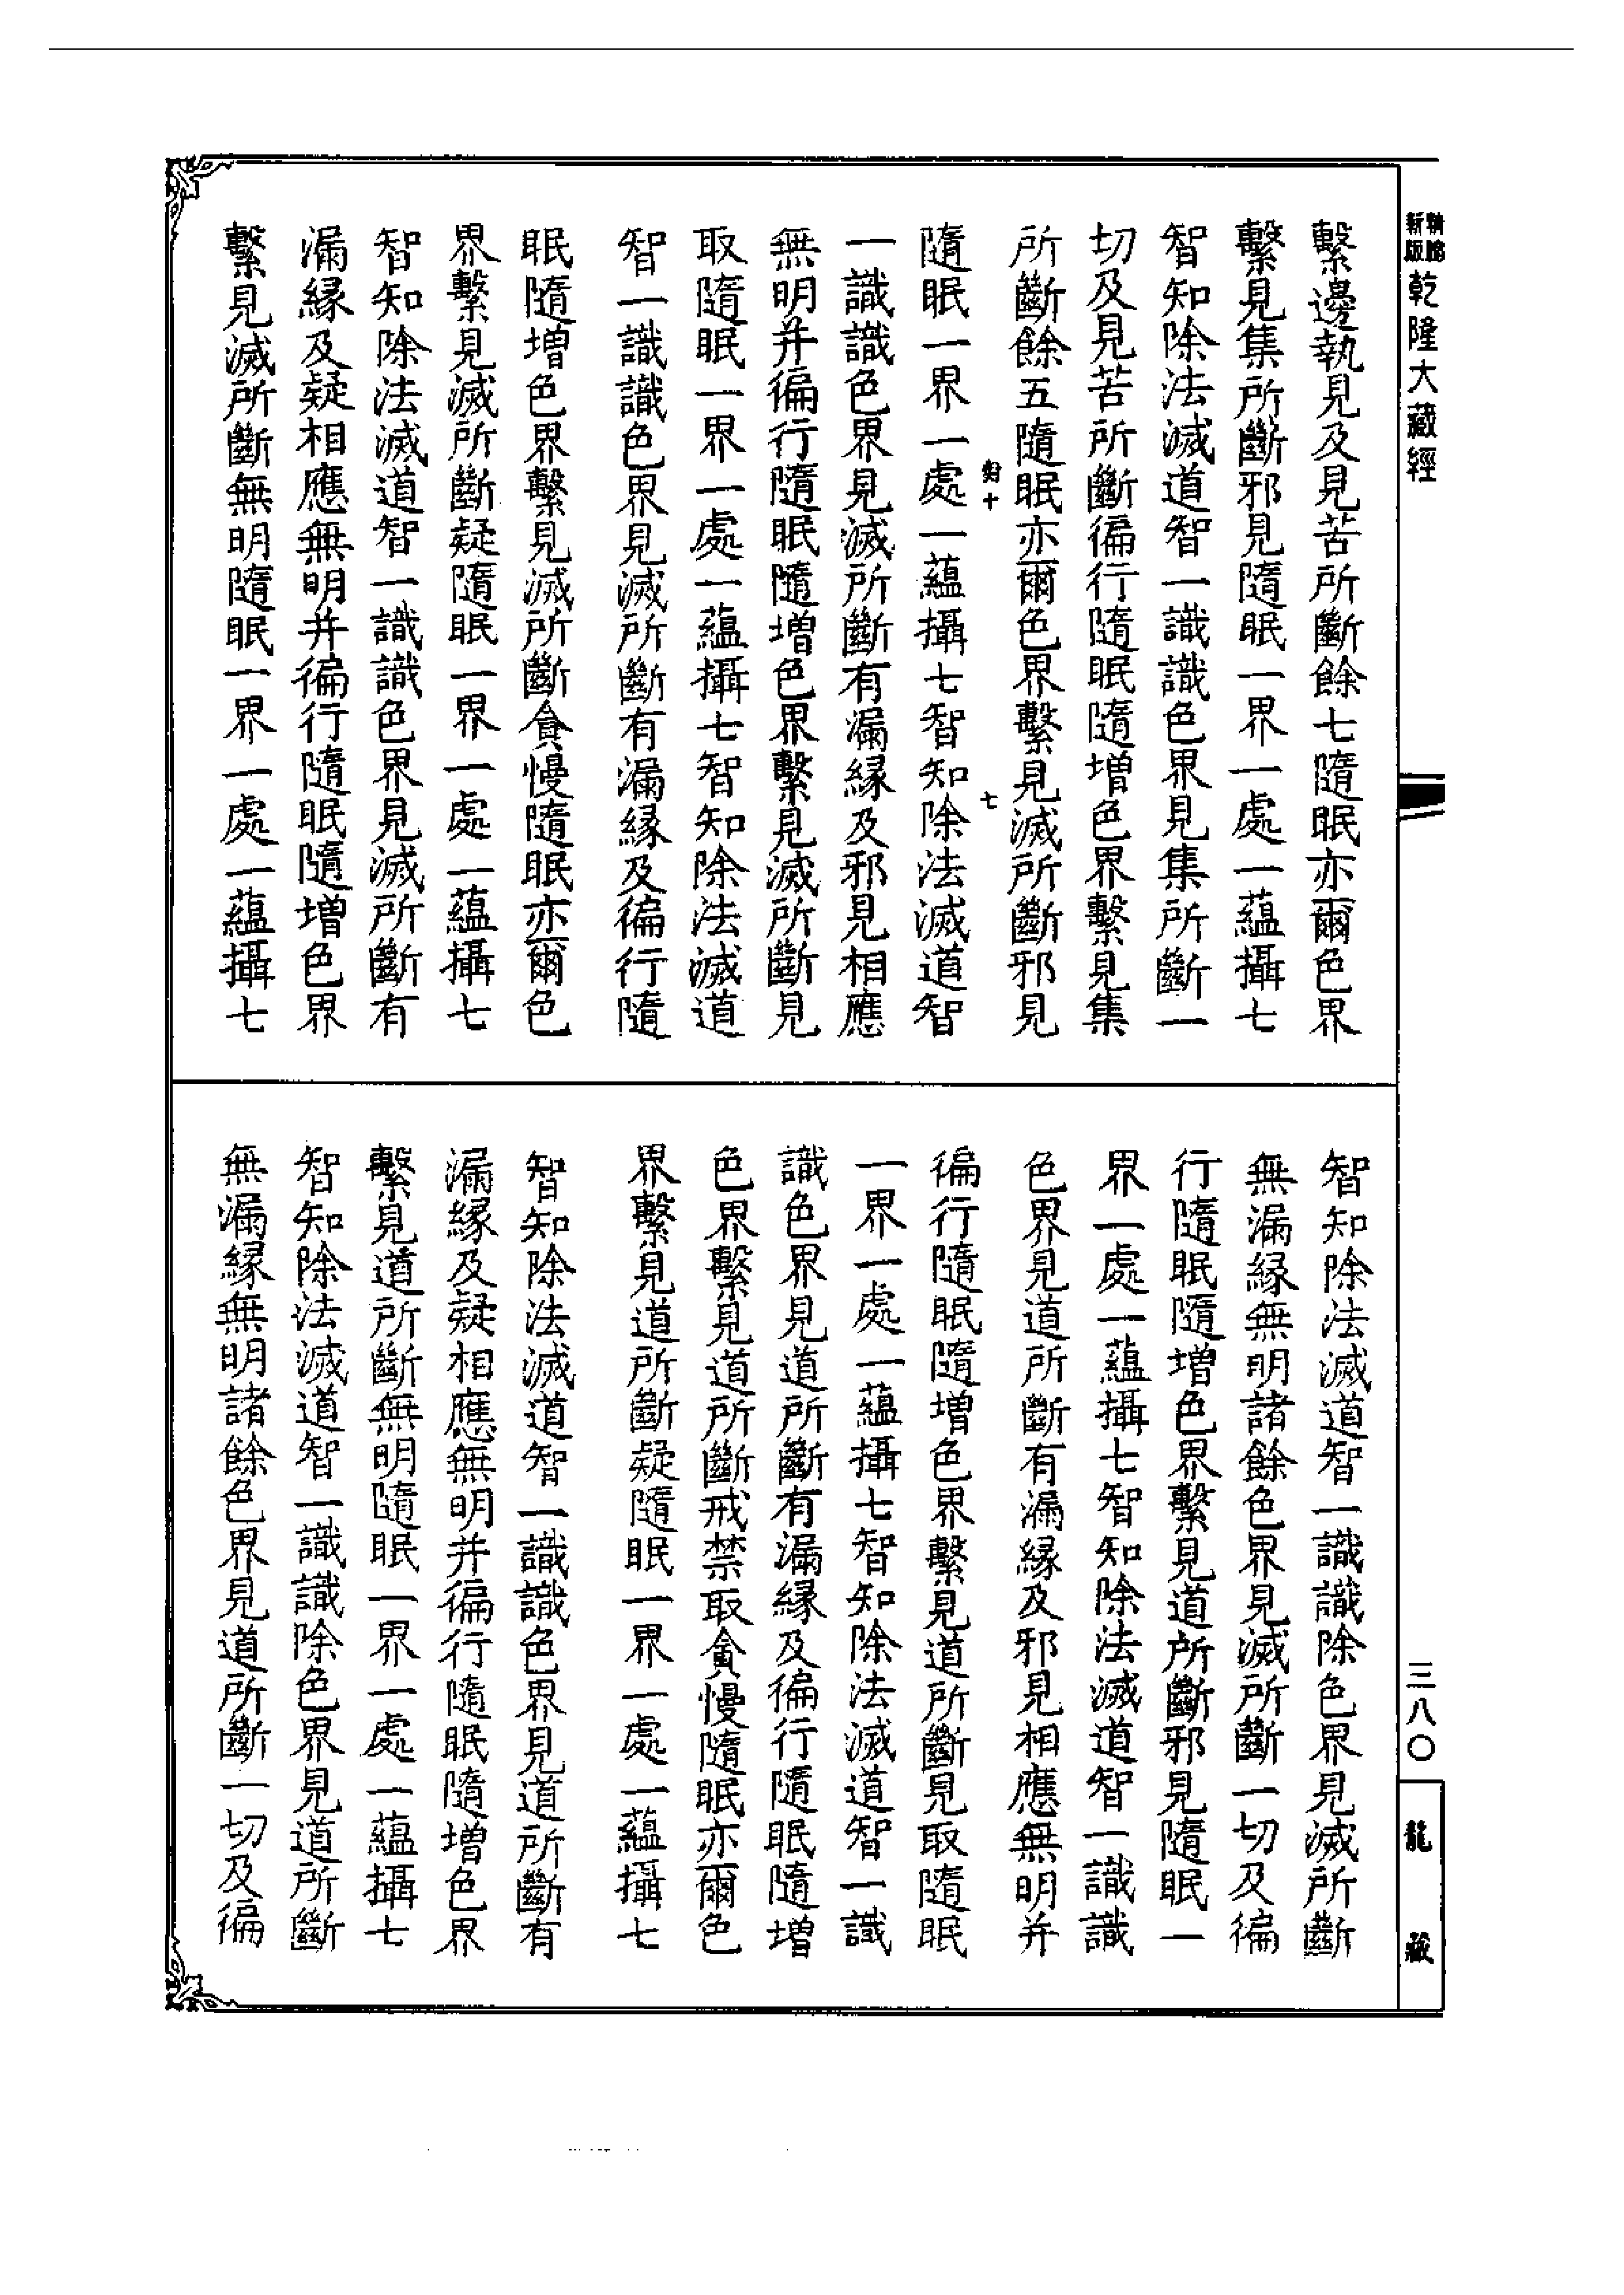 新版
乾隆大藏經
繫邊執見及見苦所斷餘七隨眠亦爾色界
繫見集所斷邪見隨眠一界一處一蘊攝七
智知除法滅道智一識識色界見集所斷一
切及見苦所斷徧行隨眠隨增色界繫見集
所斷餘五隨眠亦爾色界繫見滅所斷邪見
十 七
隨眠一界一處一蘊攝七智知除法滅道智
一識識色界見滅所斷有漏緣及邪見相應
無明并徧行隨眠隨增色界繫見滅所斷見
取隨眠一界一處一蘊攝七智知除法滅道
智一識識色界見滅所斷有漏緣及徧行隨
眠隨增色界繫見滅所斷貪慢隨眠亦爾色
界繫見滅所斷疑隨眠一界一處一蘊攝七
智知除法滅道智一識識色界見滅所斷有
漏緣及疑相應無明并徧行隨眠隨增色界
繫見滅所斷無明隨眠一界一處一蘊攝七
智知除法滅道智一識識除色界見滅所斷
無漏緣無明諸餘色界見滅所斷一切及徧
行隨眠隨增色界繫見道所斷邪見隨眠一
界一處一蘊攝七智知除法滅道智一識識
色界見道所斷有漏緣及邪見相應無明并
徧行隨眠隨增色界繫見道所斷見取隨眠
一界一處一蘊攝七智知除法滅道智一識
識色界見道所斷有漏緣及徧行隨眠隨增
色界繫見道所斷戒禁取貪慢隨眠亦爾色
界繫見道所斷疑隨眠一界一處一蘊攝七
智知除法滅道智一識識色界見道所斷有
漏緣及疑相應無明并徧行隨眠隨增色界
繫見道所斷無明隨眠一界一處一蘊攝七
智知除法滅道智一識識除色界見道所斷
無漏緣無明諸餘色界見道所斷一切及徧
三八〇
龍藏